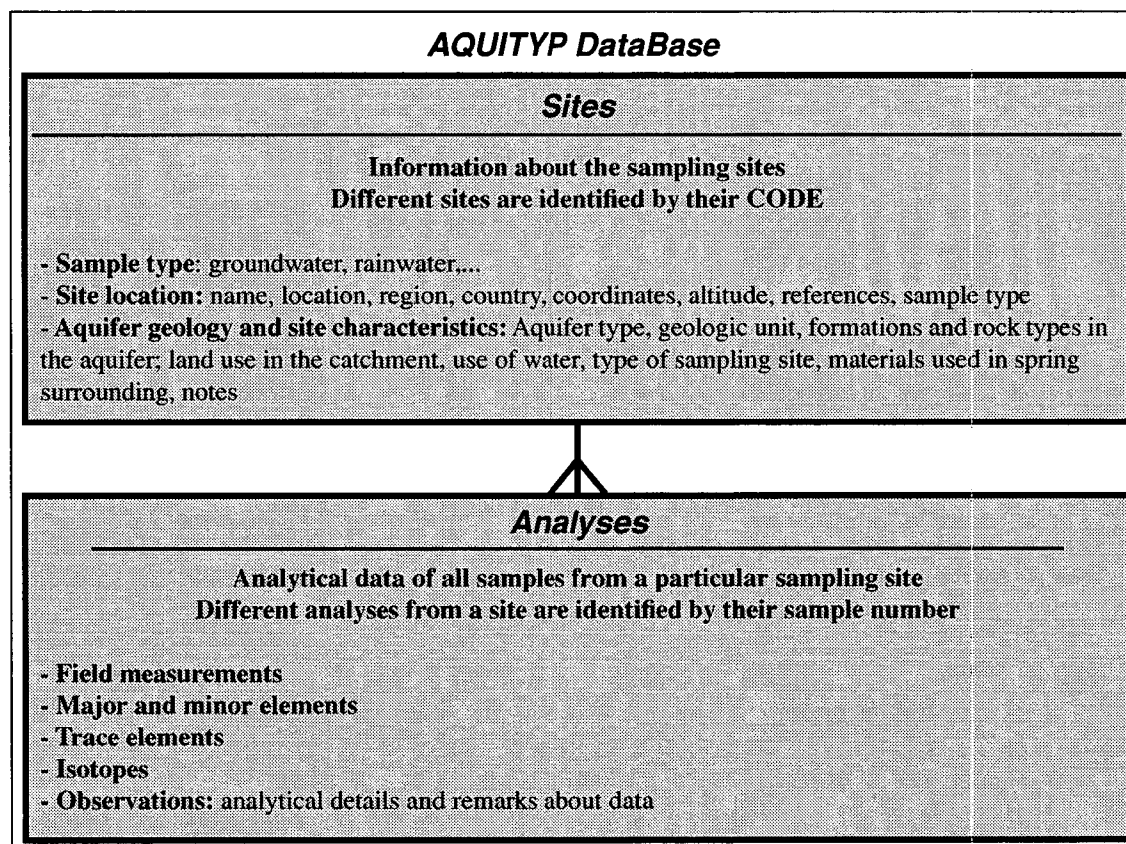 AQUITYP DataBase
Sites
Information about the sampling sites
Different sites are identified by their CODE
- Sample type: groundwater, rainwater,...
- Site location: name, location, region, country, coordinates, altitude, references, sample type
- Aquifer geology and site characteristics: Aquifer type, geologic unit, formations and rock types in
the aquifer; land use in the catchment, use of water, type of sampling site, materials used in spring
surrounding, notes
Analyses
Analytical data of all samples from a particular sampling site
Different analyses from a site are identified by their sample number
- Field measurements
- Major and minor elements
- Trace elements
- Isotopes
- Observations: analytical details and remarks about data